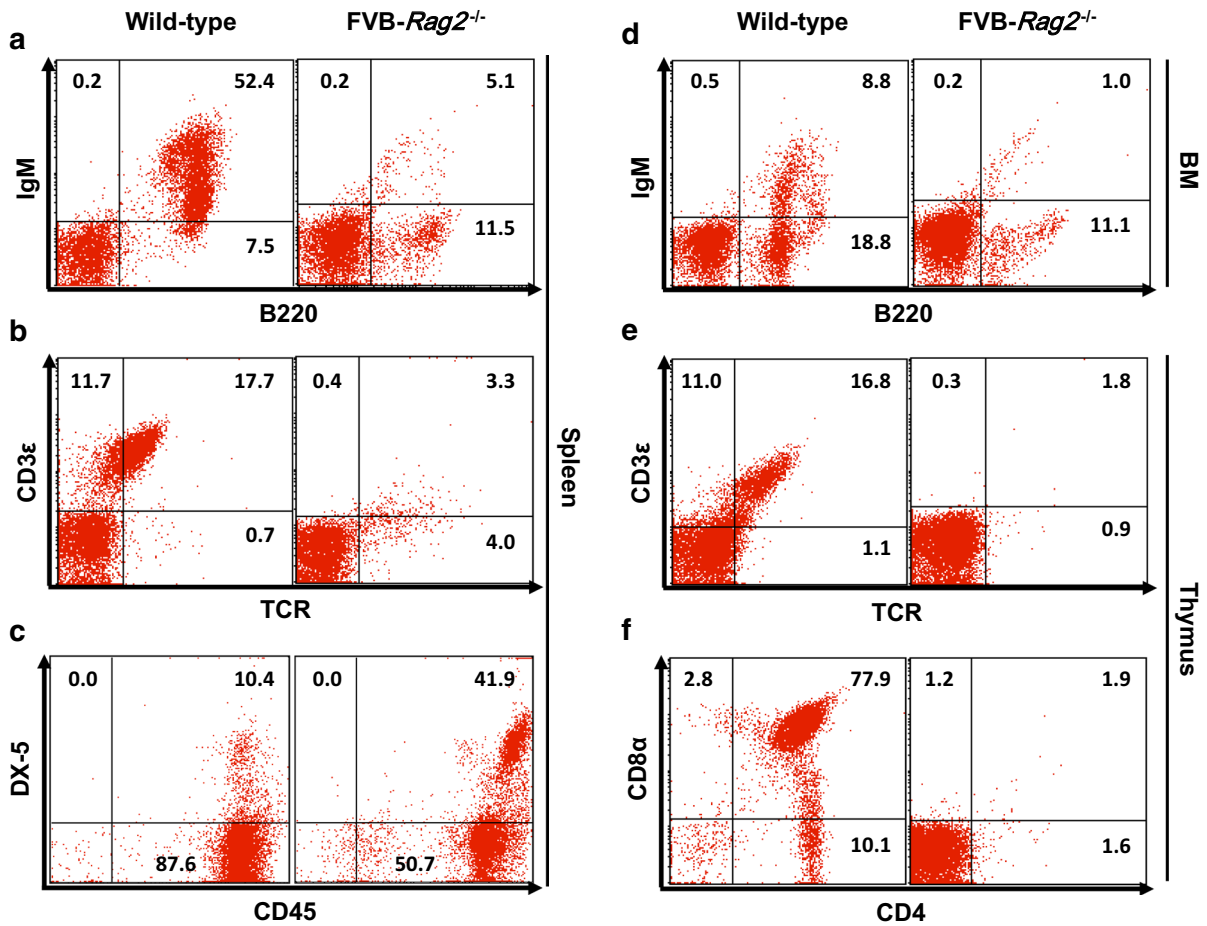 Wild-type FVB-Rag2-/- Wild-type FVB-Rag2-/-
a
0.2 52.4 0.2 5.1
7.5 11.5
IgM
B220
d
0.5 8.8 0.2 1.0
18.8 11.1
IgM
B220
BM
b
11.7 17.7 0.4 3.3
0.7 4.0
CD3ε
TCR
Spleen
e
11.0 16.8 0.3 1.8
1.1 0.9
CD3ε
TCR
Thymus
c
0.0 10.4 0.0 41.9
87.6 50.7
DX-5
CD45
f
2.8 77.9 1.2 1.9
10.1 1.6
CD8α
CD4